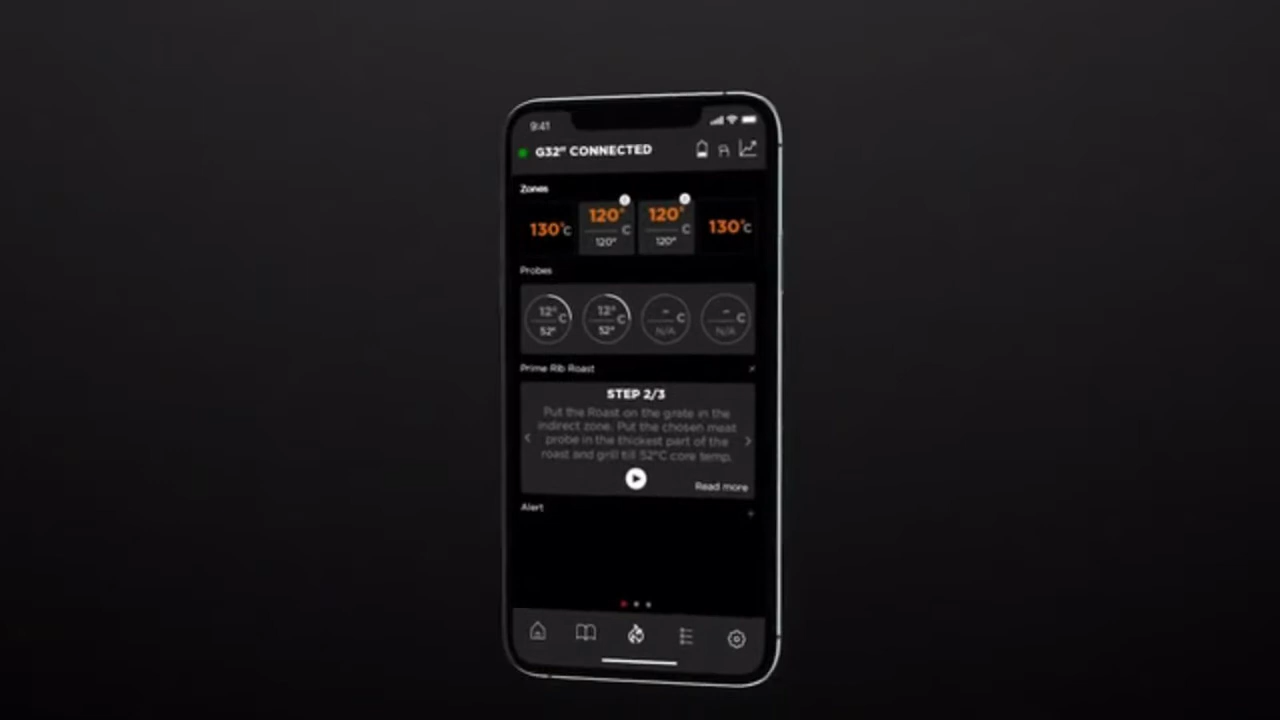 9:41
G32" CONNECTED
Zones
130°C
120°
C
120°
120°
C
120°
130°C
Probes
12°
C
52°
12°
C
52°
-
C
N/A
-
C
N/A
Prime Rib Roast
STEP 2/3
Put the Roast on the grate in the
indirect zone. Put the chosen meat
probe in the thickest part of the
roast and grill till 52°C core temp.
Read more
Alert
+